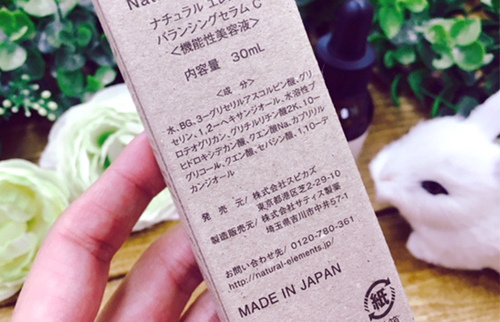 ナチュラル
バランシングセラム C
<機能性美容液>
内容量 30mL
<成 分>
水、BG、3-グリセリルアスコルビン酸、グリ
セリン、1,2-ヘキサンジオール、水溶性プ
ロテオグリカン、グリチルリチン酸2K、10-
ヒドロキシデカン酸、クエン酸Na、カプリリル
グリコール、クエン酸、セバシン酸、1,10-デ
カンジオール
発 売 元/ 株式会社スピカズ
東京都港区芝2-29-10
製造販売元/ 株式会社サティス製薬
埼玉県吉川市中井57-1
お問い合わせ先/ 0120-780-361
http://natural-elements.jp/
MADE IN JAPAN
紙
箱